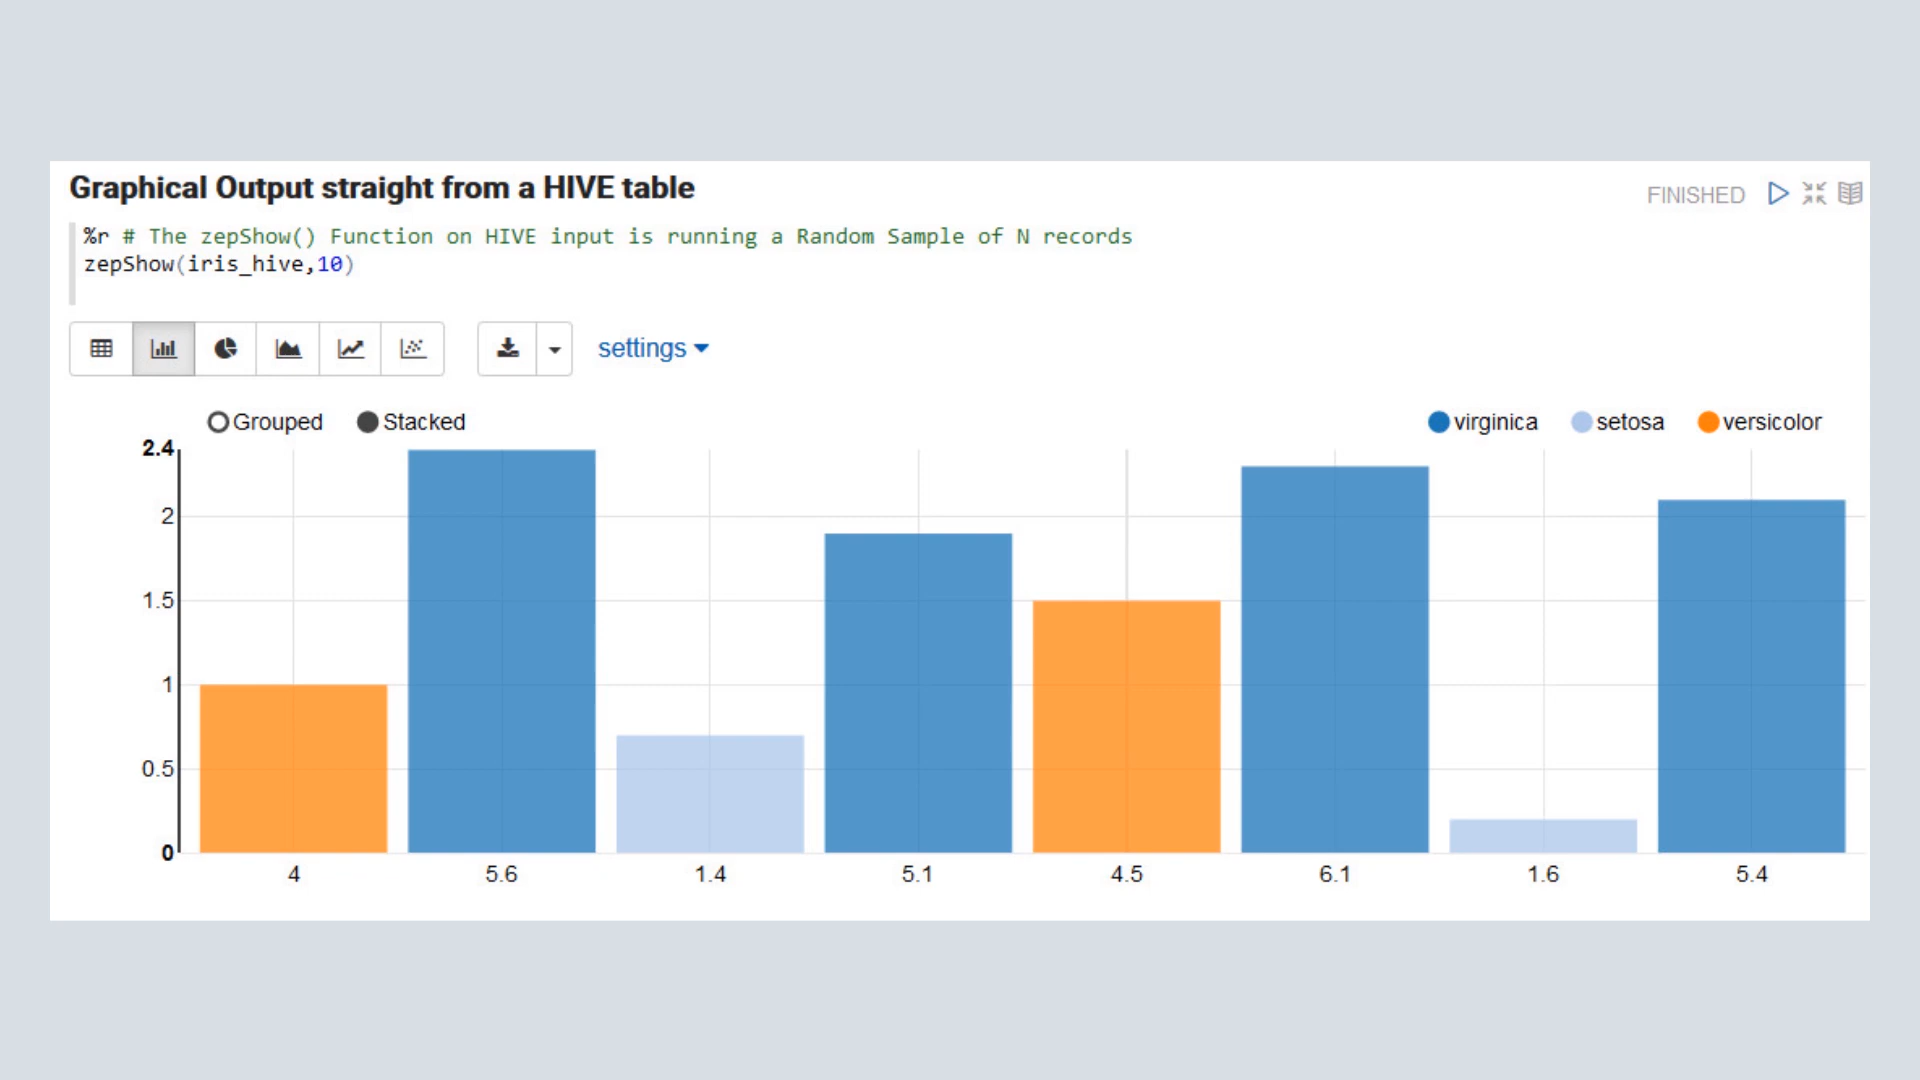 Graphical Output straight from a HIVE table
FINISHED
%r # The zepShow() Function on HIVE input is running a Random Sample of N records
zepShow(iris_hive,10)
settings
Grouped Stacked virginica setosa versicolor
2.4
2
1.5
1
0.5
0
4 5.6 1.4 5.1 4.5 6.1 1.6 5.4